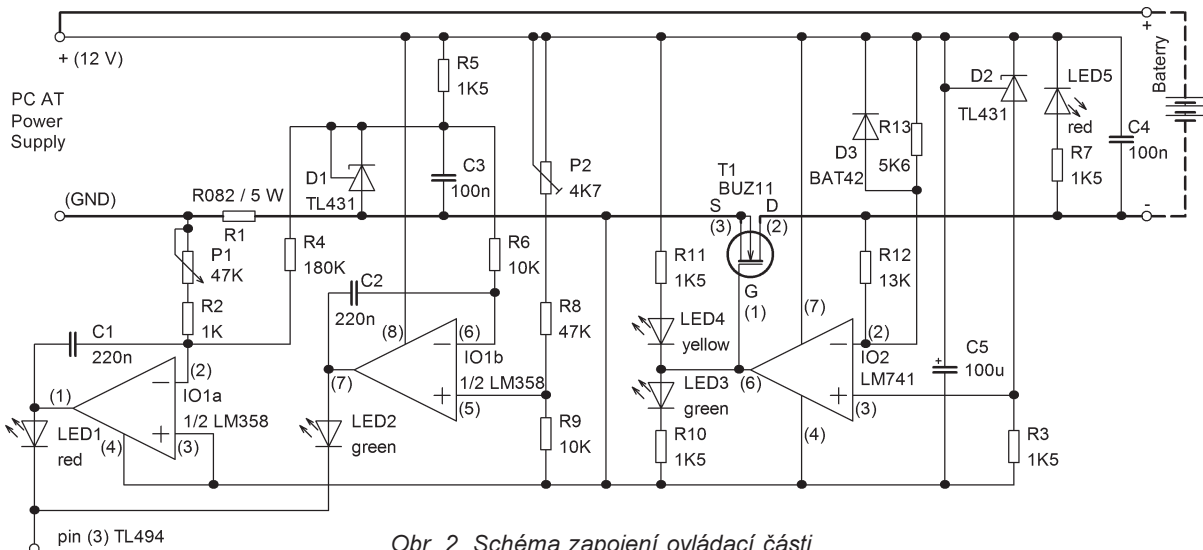 + (12 V)
PC AT
Power
Supply
(GND)
R082 / 5 W
R1
P1
47K
R2
1K
C1
220n
(1)
(2)
IO1a
1/2 LM358
(3)
(4)
LED1
red
pin (3) TL494
R4
180K
D1
TL431
R5
1K5
C3
100n
R6
10K
C2
220n
(8)
(6)
IO1b
1/2 LM358
(7)
(5)
LED2
green
P2
4K7
R8
47K
R9
10K
R11
1K5
LED4
yellow
LED3
green
R10
1K5
T1
BUZ11
S
D
(3)
(2)
G
(1)
(7)
(2)
IO2
LM741
(6)
(3)
(4)
D3
BAT42
R13
5K6
R12
13K
+
C5
100u
D2
TL431
R3
1K5
LED5
red
R7
1K5
C4
100n
+
Baterry
-
Obr. 2. Schéma zapojení ovládací části